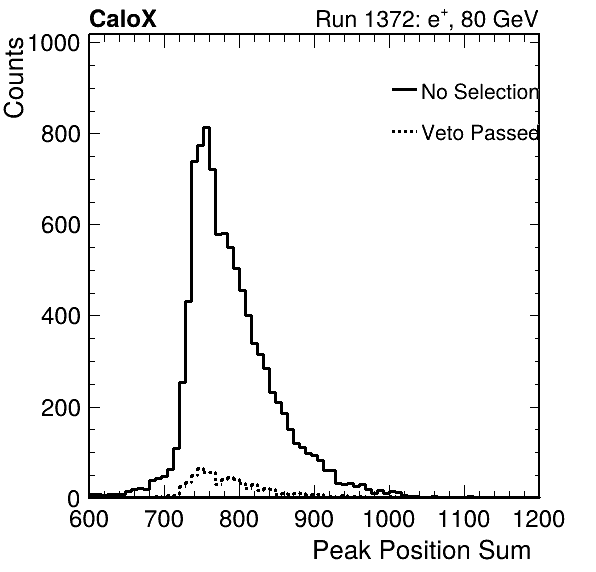 CaloX Run 1372: e⁺, 80 GeV
Counts
1000
800
600
400
200
0
No Selection
Veto Passed
600 700 800 900 1000 1100 1200
Peak Position Sum